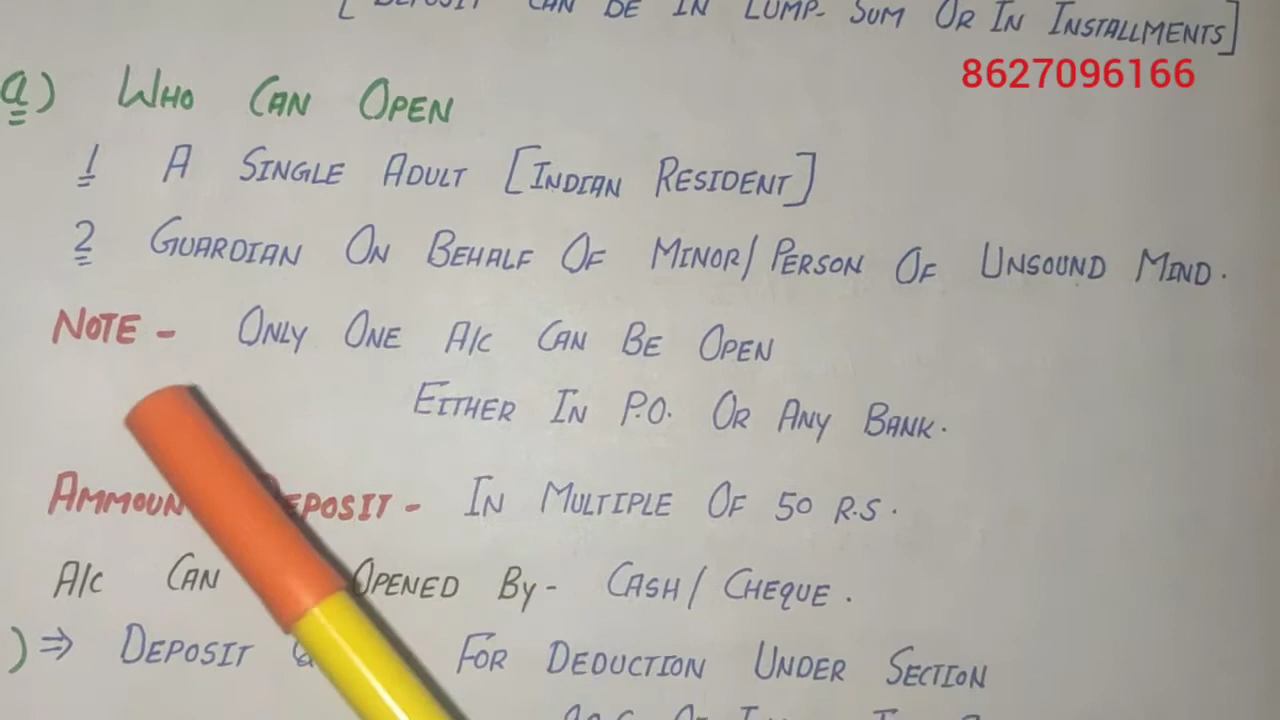 [DEPOSIT CAN BE IN LUMP- SUM OR IN INSTALLMENTS]
8627096166
a) WHO CAN OPEN
1 A SINGLE ADULT [INDIAN RESIDENT]
2 GUARDIAN ON BEHALF OF MINOR/PERSON OF UNSOUND MIND.
NOTE - ONLY ONE A/C CAN BE OPEN
EITHER IN P.O. OR ANY BANK.
AMMOUN EPOSIT - IN MULTIPLE OF 50 R.S.
A/C CAN OPENED BY - CASH/CHEQUE.
)⇒ DEPOSIT FOR DEDUCTION UNDER SECTION